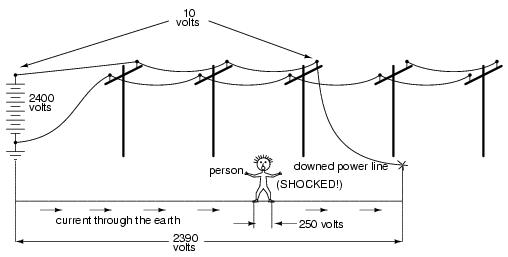 10
volts
2400
volts
person
downed power line
(SHOCKED!)
current through the earth
250 volts
2390
volts